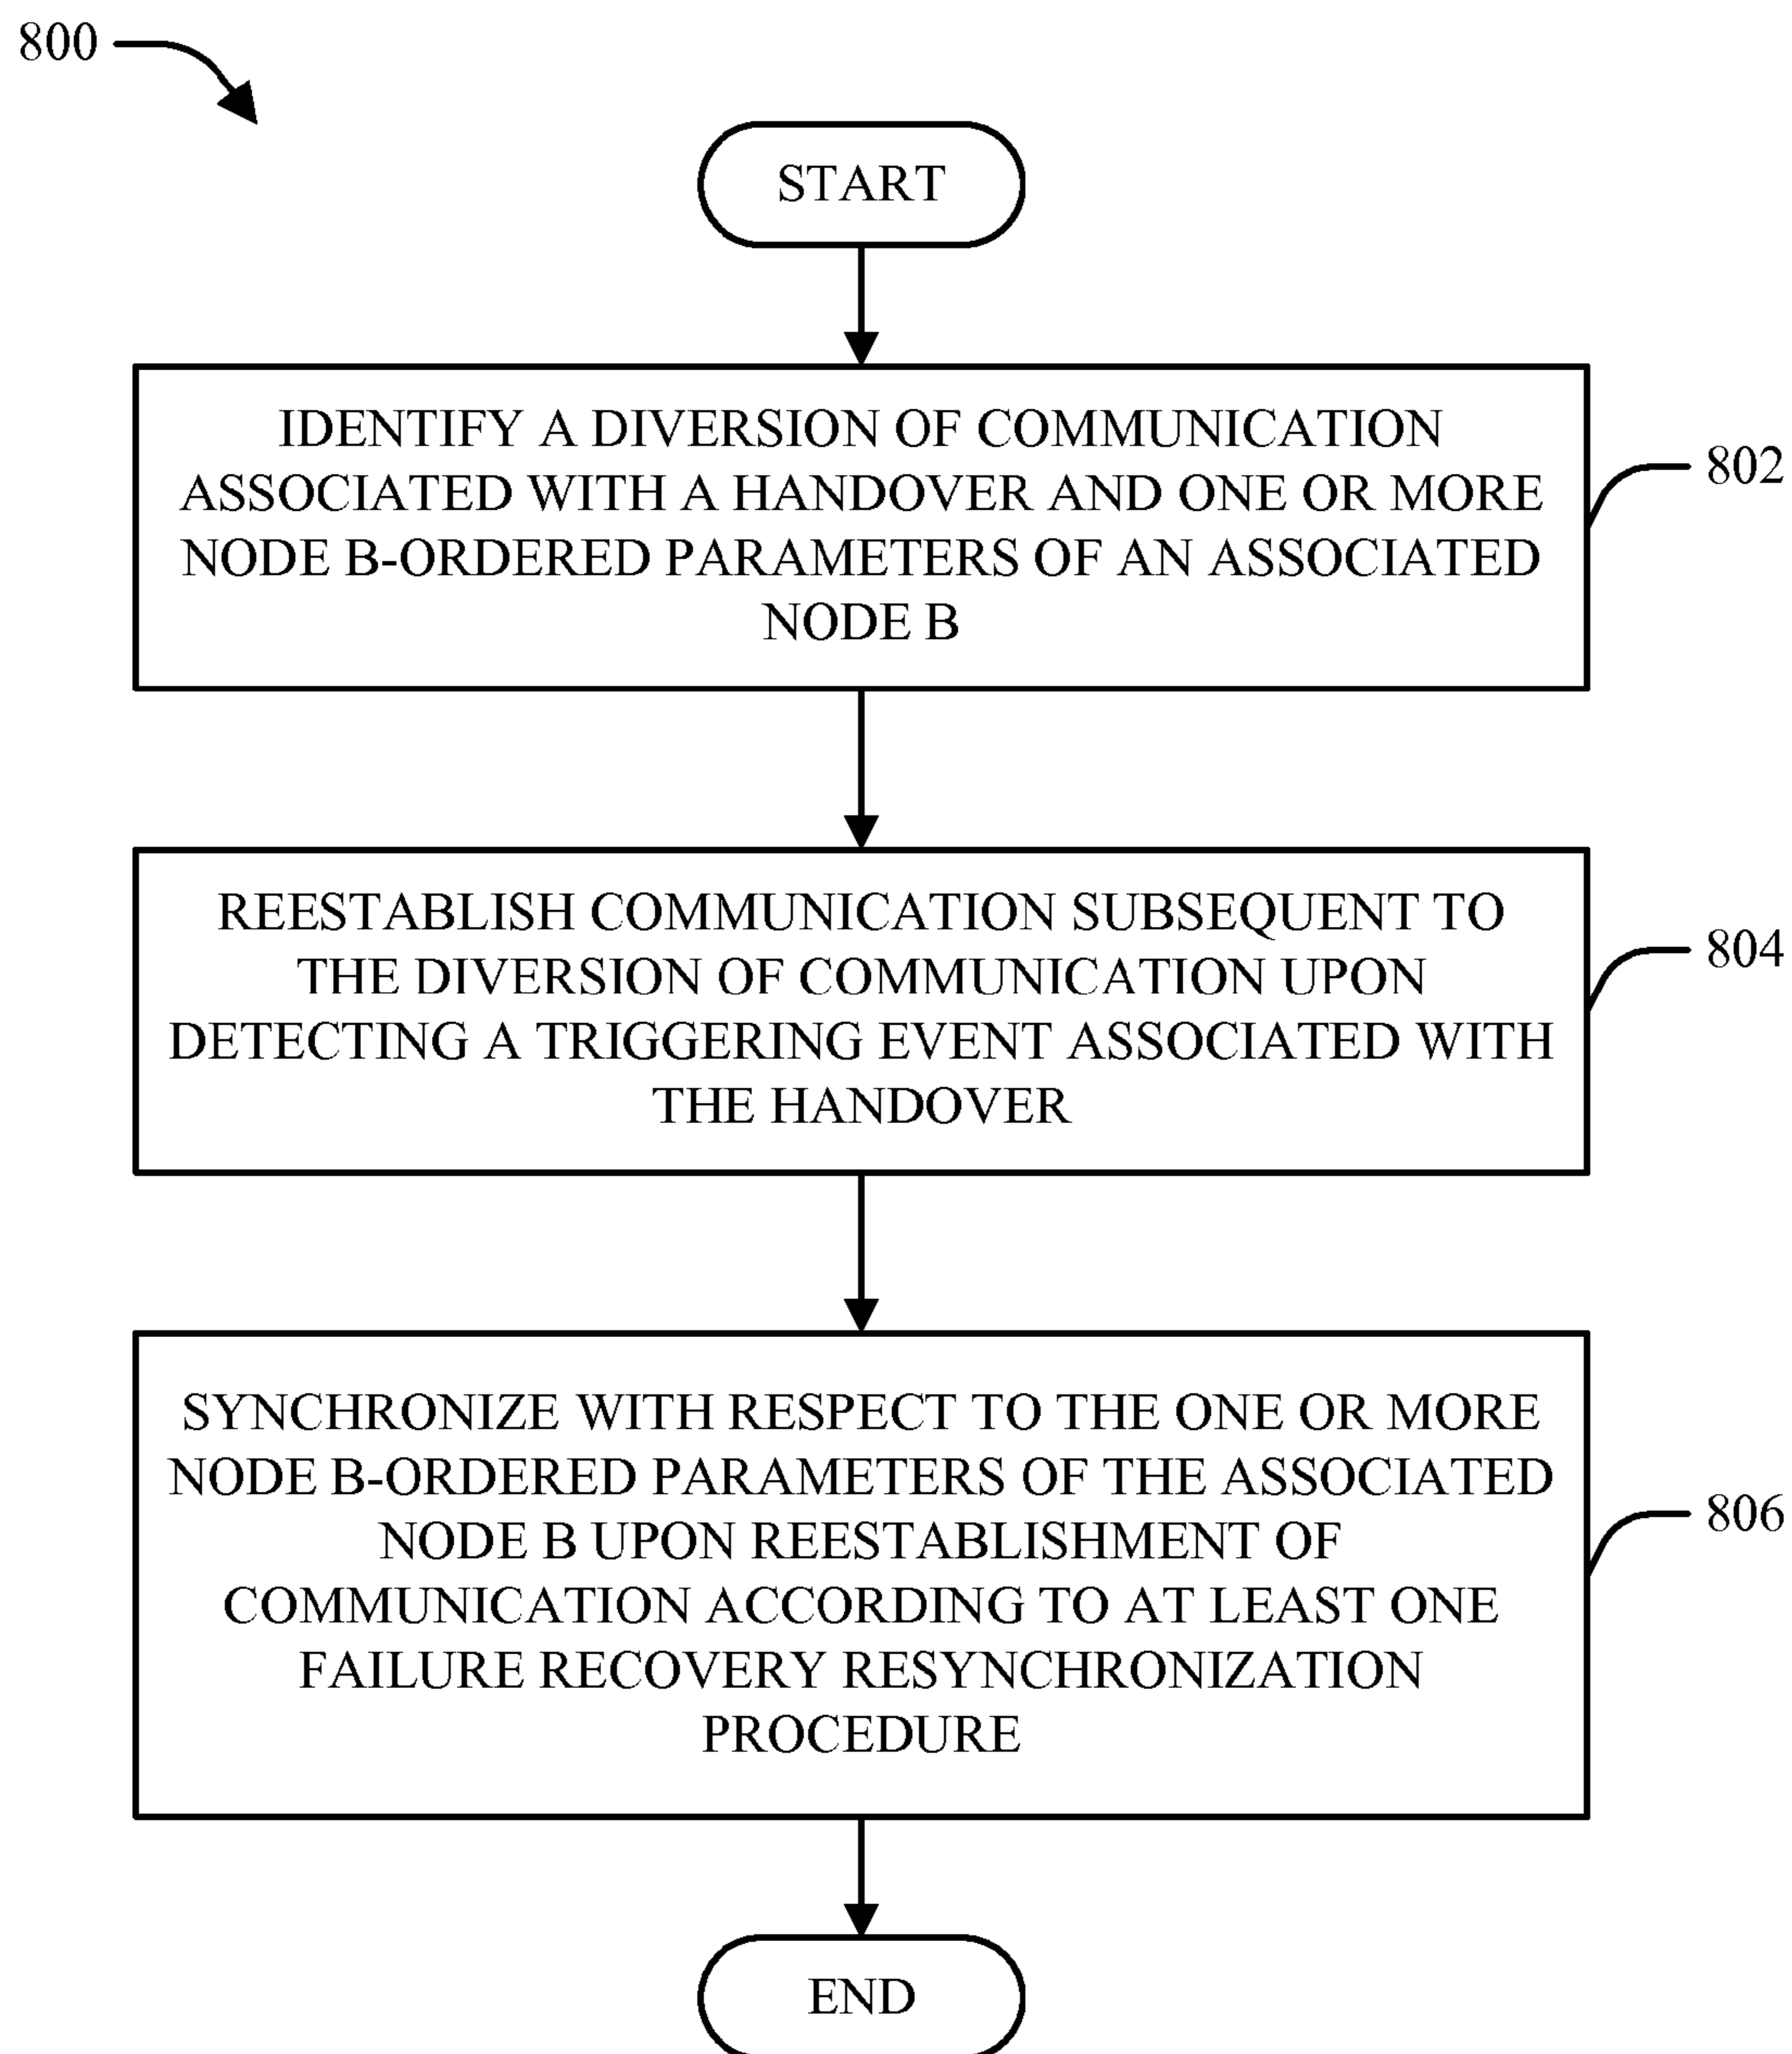 800
START
IDENTIFY A DIVERSION OF COMMUNICATION
ASSOCIATED WITH A HANDOVER AND ONE OR MORE
NODE B-ORDERED PARAMETERS OF AN ASSOCIATED
NODE B
802
REESTABLISH COMMUNICATION SUBSEQUENT TO
THE DIVERSION OF COMMUNICATION UPON
DETECTING A TRIGGERING EVENT ASSOCIATED WITH
THE HANDOVER
804
SYNCHRONIZE WITH RESPECT TO THE ONE OR MORE
NODE B-ORDERED PARAMETERS OF THE ASSOCIATED
NODE B UPON REESTABLISHMENT OF
COMMUNICATION ACCORDING TO AT LEAST ONE
FAILURE RECOVERY RESYNCHRONIZATION
PROCEDURE
806
END